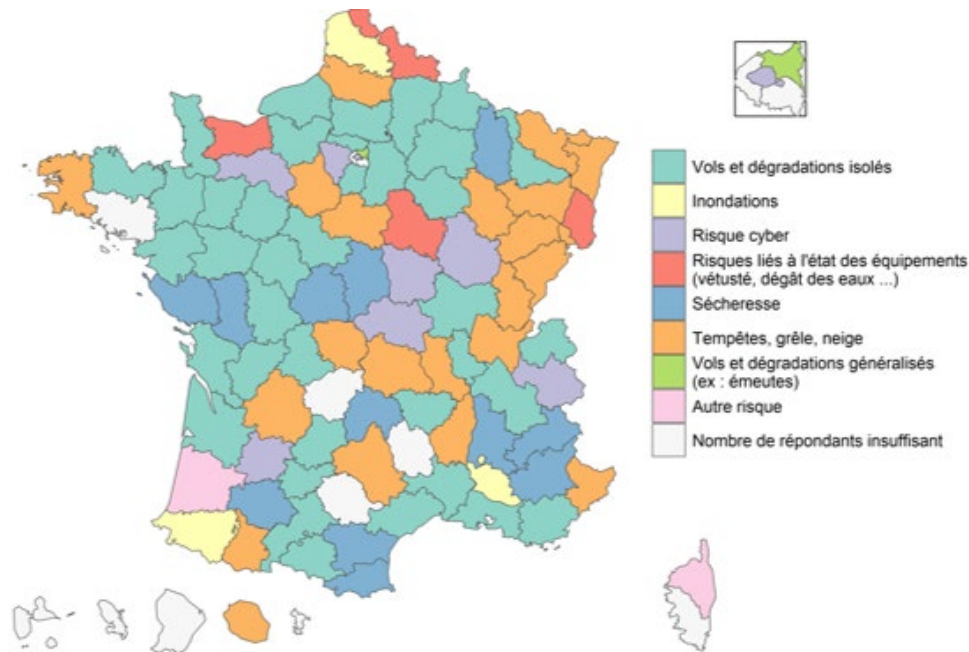 Vols et dégradations isolés
Inondations
Risque cyber
Risques liés à l'état des équipements
(vétusté, dégât des eaux ...)
Sécheresse
Tempêtes, grêle, neige
Vols et dégradations généralisés
(ex : émeutes)
Autre risque
Nombre de répondants insuffisant